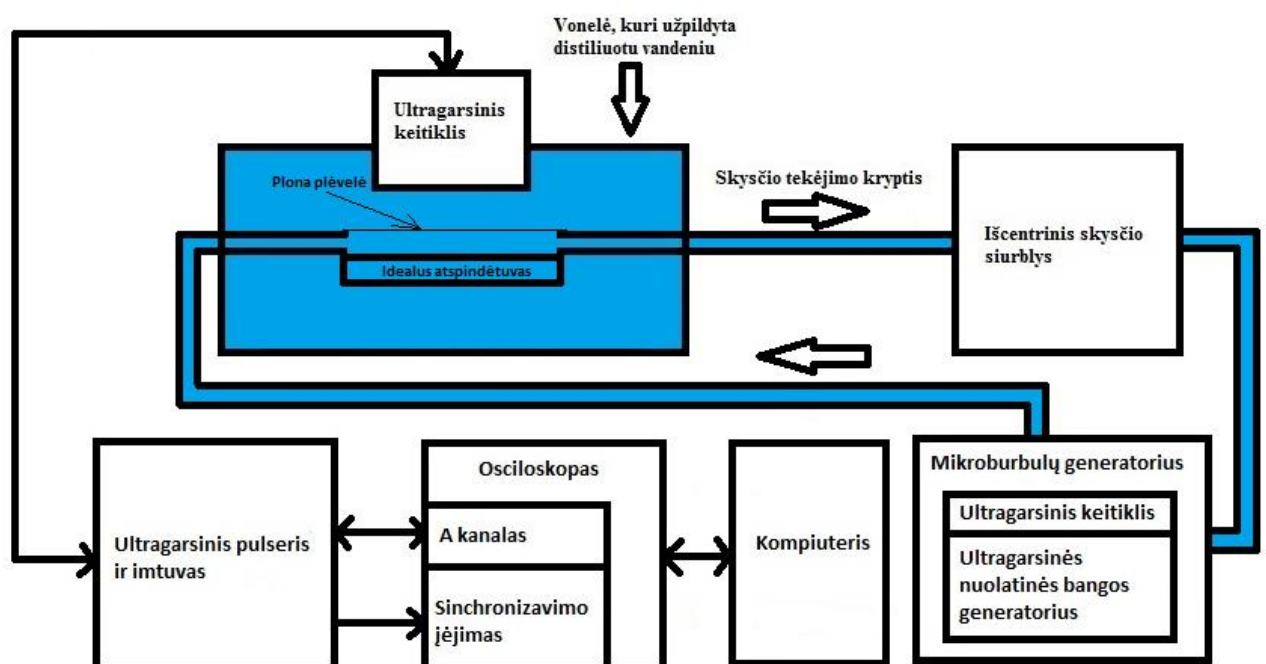 Vonelė, kuri užpildyta
distiliuotu vandeniu
Ultragarsinis
keitiklis
Plona plėvelė
Skysčio tekėjimo kryptis
Išcentrinis skysčio
siurblys
Idealus atspindėtuvas
Ultragarsinis pulseris
ir imtuvas
Osciloskopas
A kanalas
Sinchronizavimo
įėjimas
Kompiuteris
Mikroburbulų generatorius
Ultragarsinis keitiklis
Ultragarsinės
nuolatinės bangos
generatorius